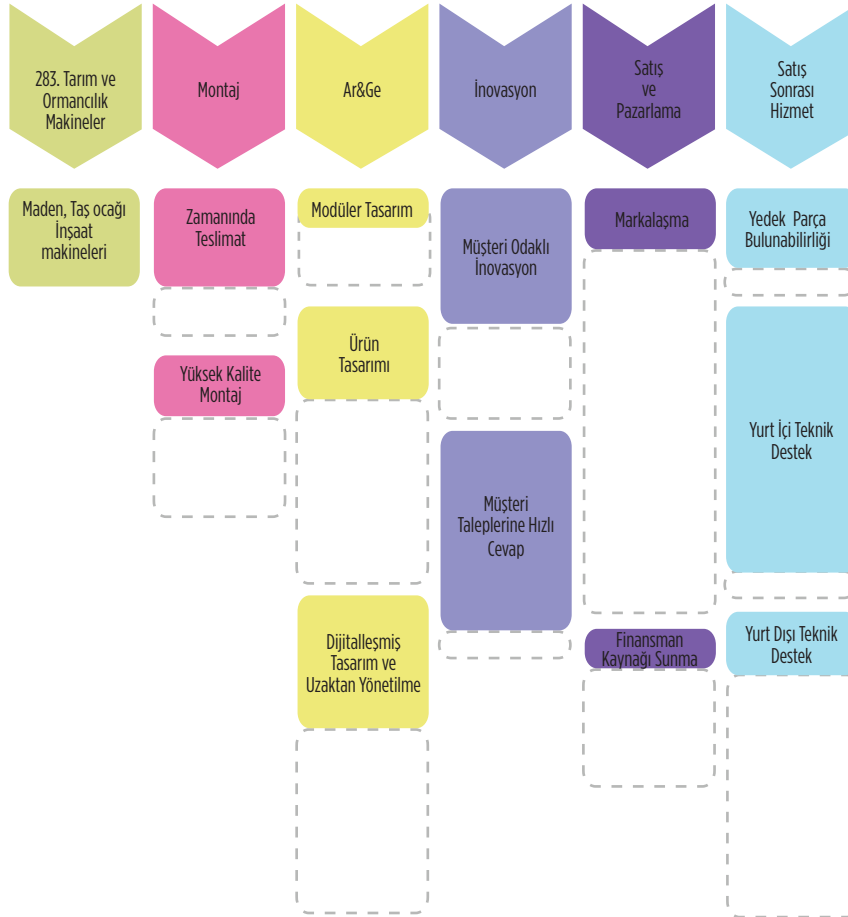 283. Tarım ve
Ormancılık
Makineler
Montaj
Ar&Ge
İnovasyon
Satış
ve
Pazarlama
Satış
Sonrası
Hizmet
Maden, Taş ocağı
İnşaat
makineleri
Zamanında
Teslimat
Yüksek Kalite
Montaj
Modüler Tasarım
Ürün
Tasarımı
Dijitalleşmiş
Tasarım ve
Uzaktan Yönetilme
Müşteri Odaklı
İnovasyon
Müşteri
Taleplerine Hızlı
Cevap
Markalaşma
Finansman
Kaynağı Sunma
Yedek Parça
Bulunabilirliği
Yurt İçi Teknik
Destek
Yurt Dışı Teknik
Destek